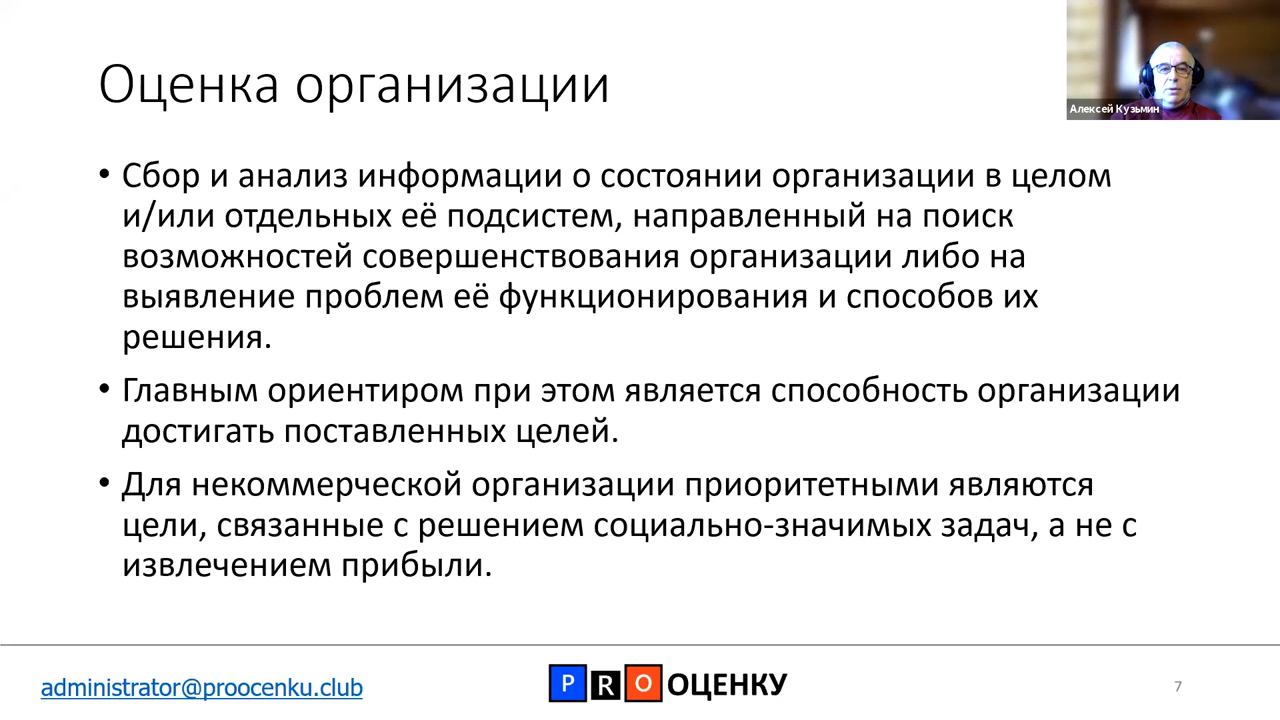 Оценка организации
Алексей Кузьмин
• Сбор и анализ информации о состоянии организации в целом
и/или отдельных её подсистем, направленный на поиск
возможностей совершенствования организации либо на
выявление проблем её функционирования и способов их
решения.
• Главным ориентиром при этом является способность организации
достигать поставленных целей.
• Для некоммерческой организации приоритетными являются
цели, связанные с решением социально-значимых задач, а не с
извлечением прибыли.
administrator@proocenku.club
PRO ОЦЕНКУ
7